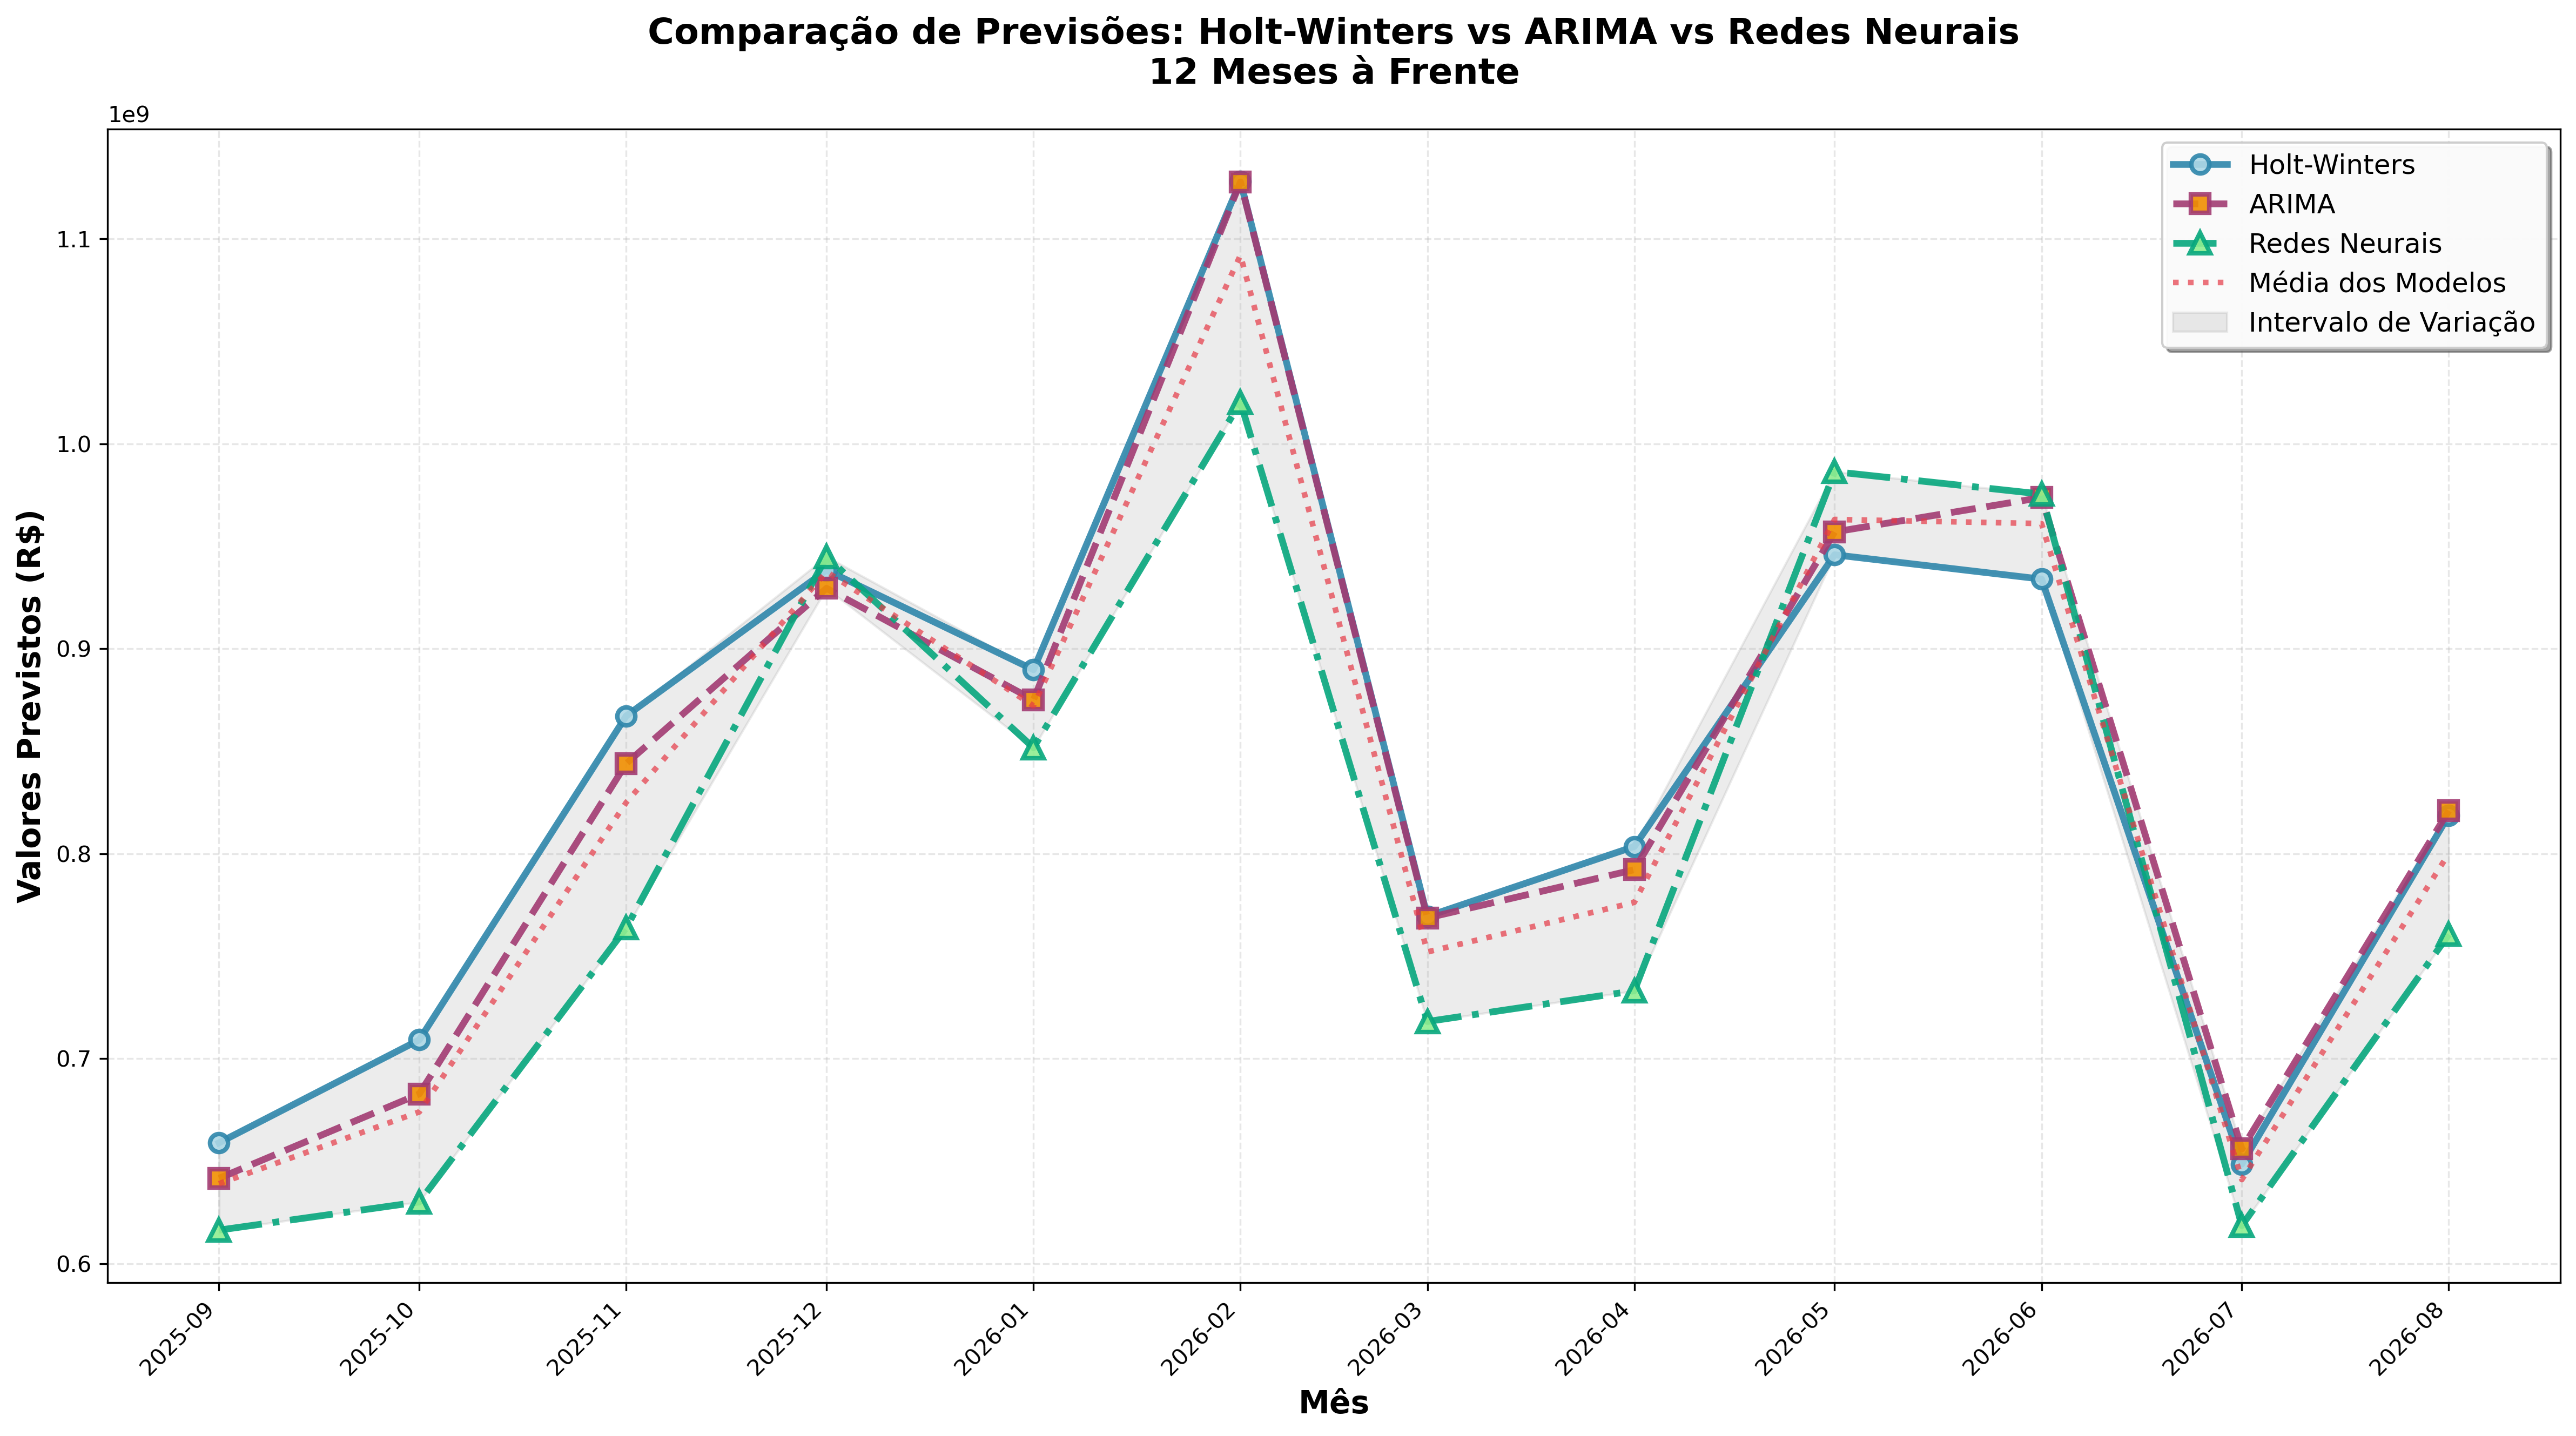 Comparação de Previsões: Holt-Winters vs ARIMA vs Redes Neurais
12 Meses à Frente
1e9
Holt-Winters
ARIMA
Redes Neurais
Média dos Modelos
Intervalo de Variação
Valores Previstos (R$)
1.1
1.0
0.9
0.8
0.7
0.6
2025-09
2025-10
2025-11
2025-12
2026-01
2026-02
2026-03
2026-04
2026-05
2026-06
2026-07
2026-08
Mês